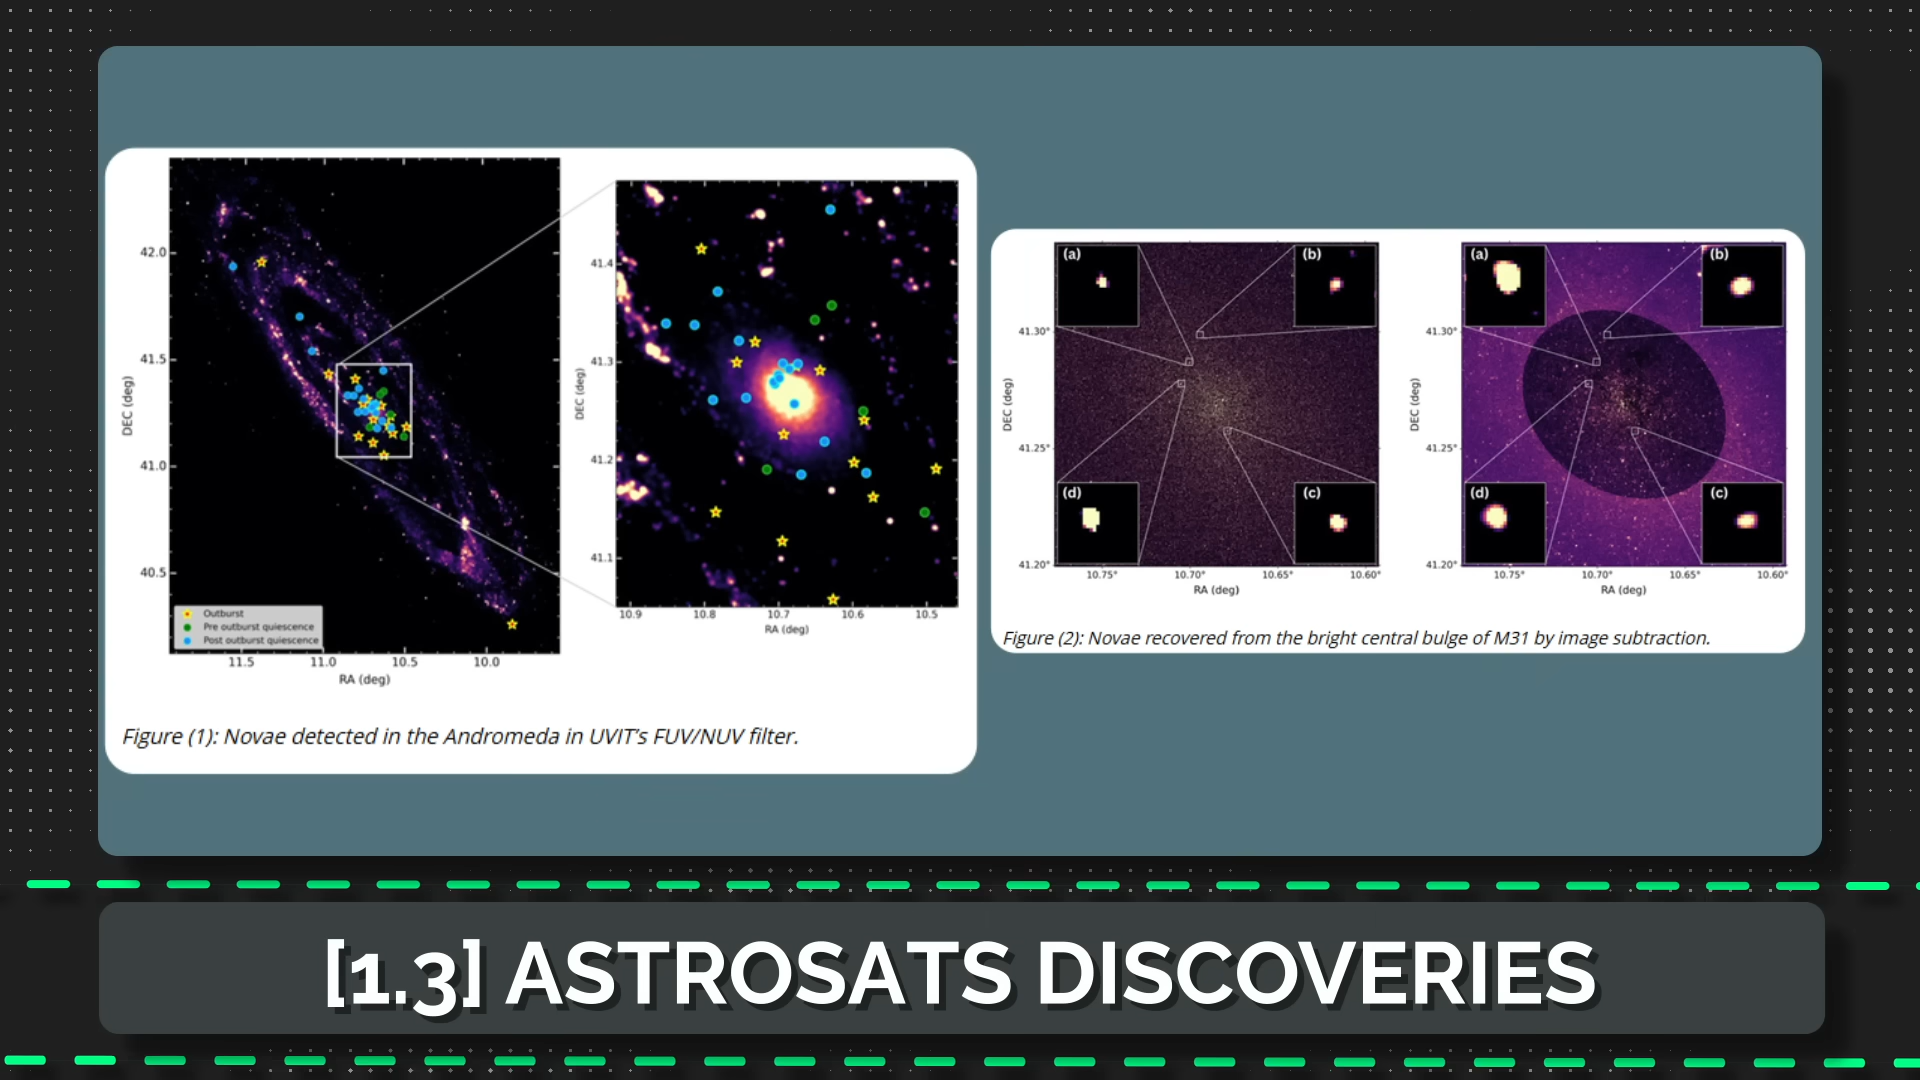 42.0
41.5
41.0
40.5
DEC (deg)
Outburst
Pre outburst quiescence
Post outburst quiescence
11.5 11.0 10.5 10.0
RA (deg)
41.4
41.3
41.2
41.1
DEC (deg)
10.9 10.8 10.7 10.6 10.5
RA (deg)
Figure (1): Novae detected in the Andromeda in UVIT's FUV/NUV filter.
(a) (b)
(d) (c)
41.30°
41.25°
41.20°
DEC (deg)
10.75° 10.70° 10.65° 10.60°
RA (deg)
(a) (b)
(d) (c)
41.30°
41.25°
41.20°
DEC (deg)
10.75° 10.70° 10.65° 10.60°
RA (deg)
Figure (2): Novae recovered from the bright central bulge of M31 by image subtraction.
[1.3] ASTROSATS DISCOVERIES